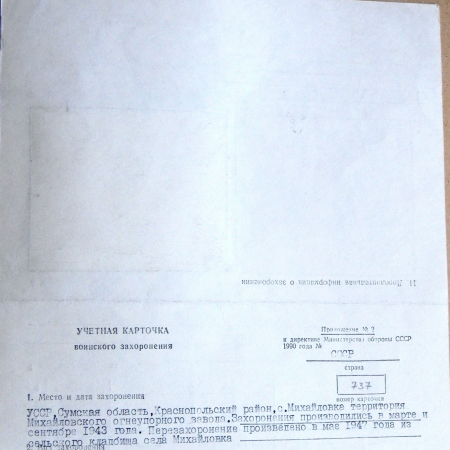 11. Дополнительная информация о захоронении
УЧЕТНАЯ КАРТОЧКА
воинского захоронения
Приложение № 2
к директиве Министерства обороны СССР
1990 года №
СССР
страна
737
номер карточки
1. Место и дата захоронения
УССР,Сумская область,Краснопольский район,с.Михайловка территория
Михайловского огнеупорного завода.Захоронения производились в марте и
сентябре 1943 года. Перезахоронение произведено в мае 1947 года из
сельского кладбища села Михайловка
захоронения